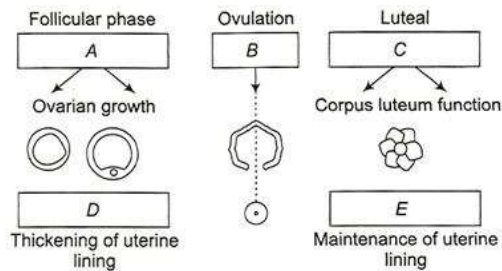 Follicular phase
Ovulation
Luteal
A
B
C
Ovarian growth
Corpus luteum function
D
E
Thickening of uterine
lining
Maintenance of uterine
lining